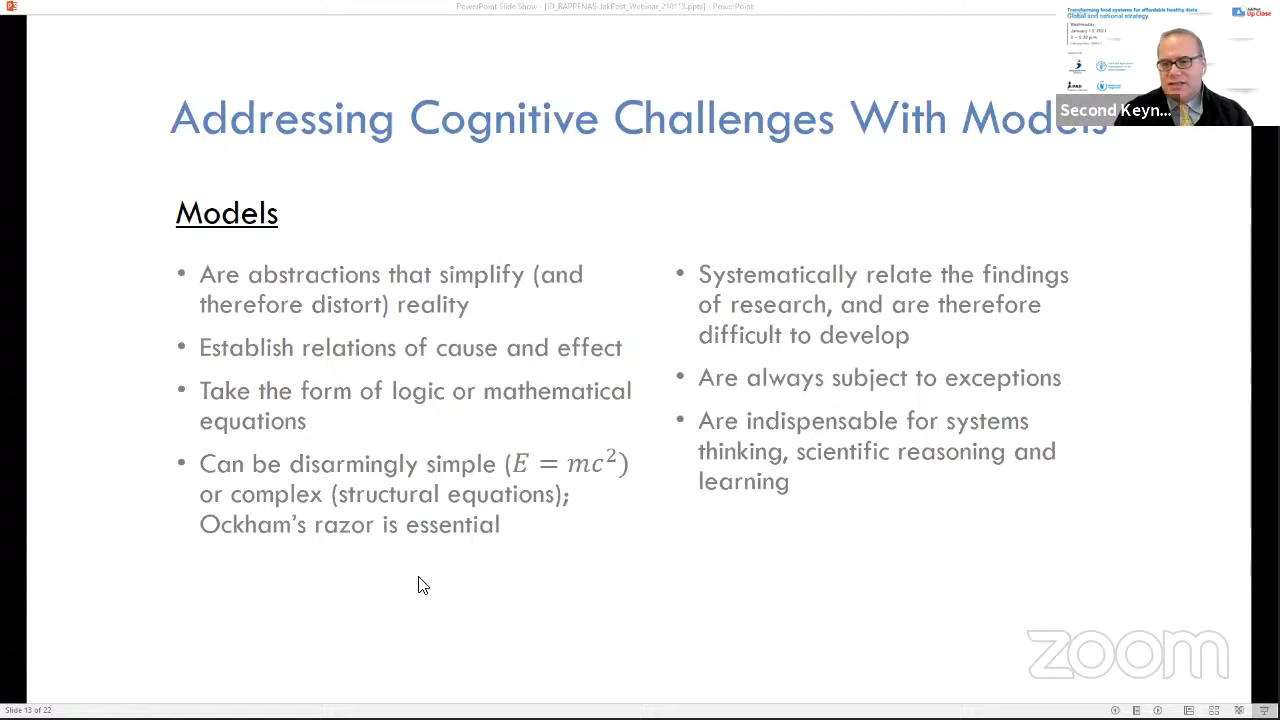 PowerPoint Slide Show - [ID_BAPPENAS-JakPost_Webinar_210113.pptx] - PowerPoint
Transforming food systems for affordable healthy diets:
Global and national strategy
Wednesday
January 13, 2021
3 – 5.30 p.m.
Up Close
IFAD
Second Keyn...
Addressing Cognitive Challenges With Models
Models
• Are abstractions that simplify (and
therefore distort) reality
• Establish relations of cause and effect
• Take the form of logic or mathematical
equations
• Can be disarmingly simple (E = mc²)
or complex (structural equations);
Ockham's razor is essential
• Systematically relate the findings
of research, and are therefore
difficult to develop
• Are always subject to exceptions
• Are indispensable for systems
thinking, scientific reasoning and
learning
zoom
Slide 13 of 22